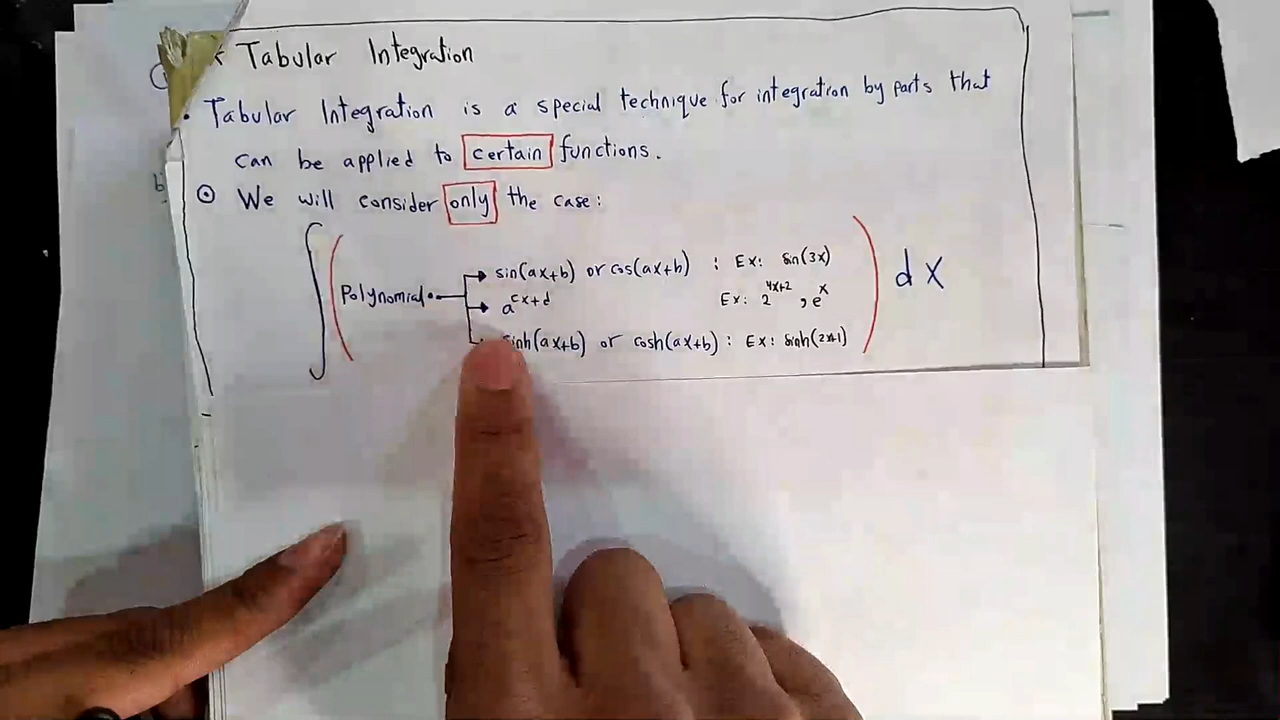 * Tabular Integration
• Tabular Integration is a special technique for integration by parts that
can be applied to certain functions.
⊙ We will consider only the case:
∫ ( Polynomial • → sin(ax+b) or cos(ax+b) : Ex: sin(3x)
→ a^{cx+d} Ex: 2^{4x+2} , e^x
→ sinh(ax+b) or cosh(ax+b) : Ex: sinh(2x+1) ) dx